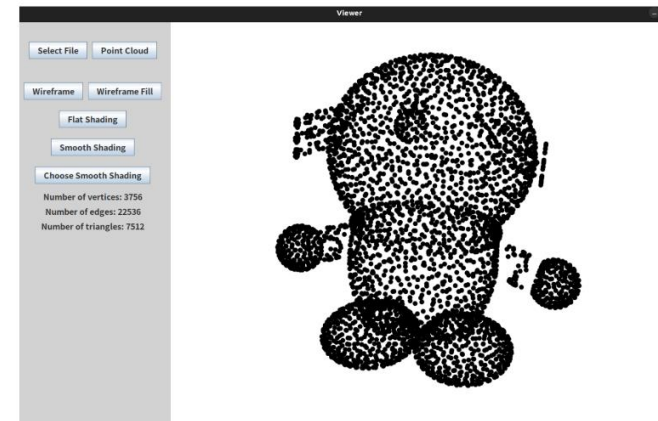 Viewer
Select File Point Cloud
Wireframe Wireframe Fill
Flat Shading
Smooth Shading
Choose Smooth Shading
Number of vertices: 3756
Number of edges: 22536
Number of triangles: 7512